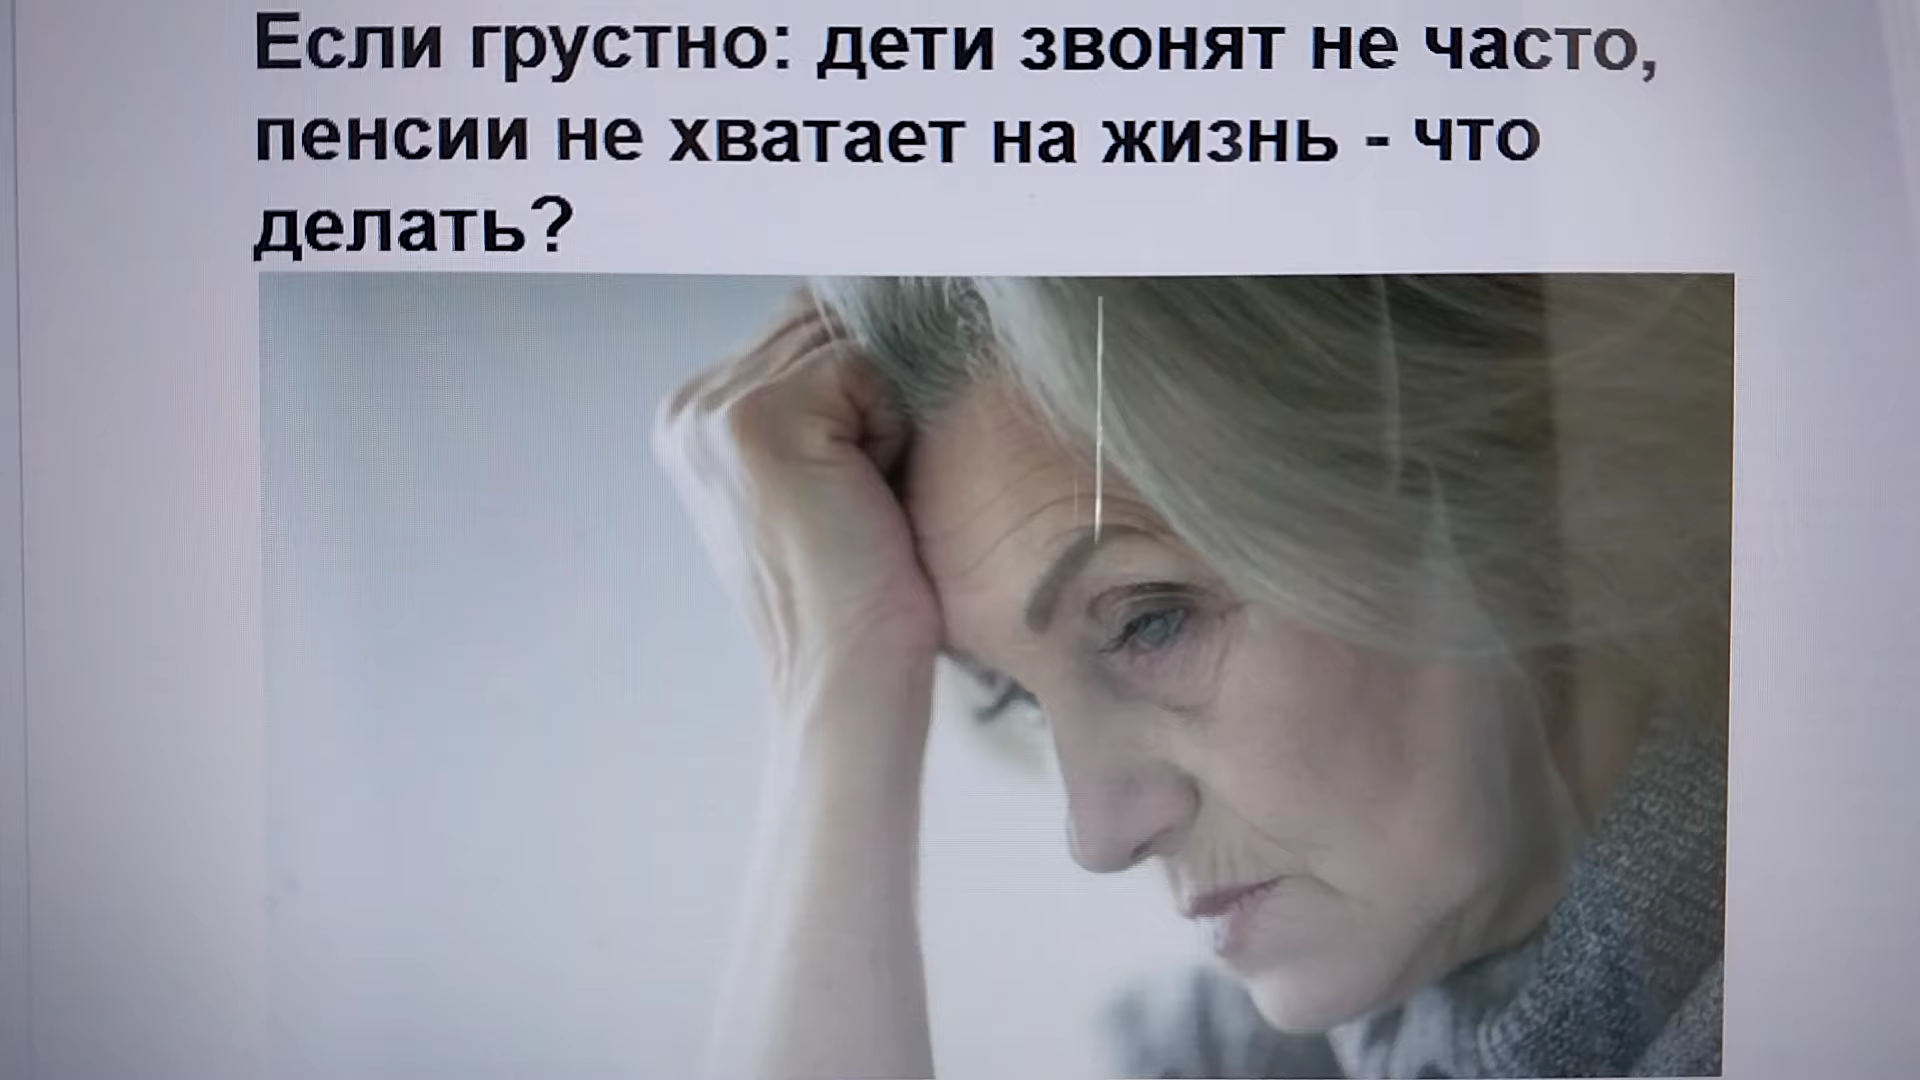 Если грустно: дети звонят не часто,
пенсии не хватает на жизнь - что
делать?